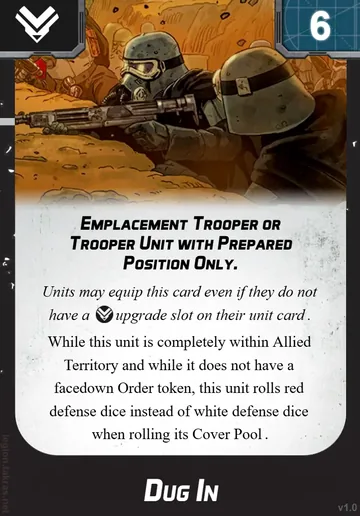 6
Emplacement Trooper or
Trooper Unit with Prepared
Position Only.
Units may equip this card even if they do not
have a upgrade slot on their unit card.
While this unit is completely within Allied
Territory and while it does not have a
facedown Order token, this unit rolls red
defense dice instead of white defense dice
when rolling its Cover Pool.
Dug In
v1.0